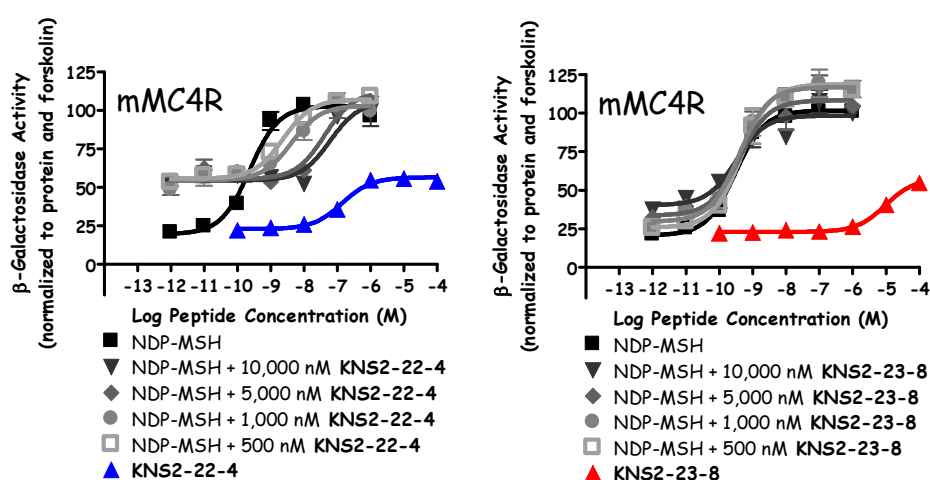 β-Galactosidase Activity
(normalized to protein and forskolin)
mMC4R
125
100
75
50
25
0
-13 -12 -11 -10 -9 -8 -7 -6 -5 -4
Log Peptide Concentration (M)
NDP-MSH
NDP-MSH + 10,000 nM KNS2-22-4
NDP-MSH + 5,000 nM KNS2-22-4
NDP-MSH + 1,000 nM KNS2-22-4
NDP-MSH + 500 nM KNS2-22-4
KNS2-22-4
β-Galactosidase Activity
(normalized to protein and forskolin)
mMC4R
125
100
75
50
25
0
-13 -12 -11 -10 -9 -8 -7 -6 -5 -4
Log Peptide Concentration (M)
NDP-MSH
NDP-MSH + 10,000 nM KNS2-23-8
NDP-MSH + 5,000 nM KNS2-23-8
NDP-MSH + 1,000 nM KNS2-23-8
NDP-MSH + 500 nM KNS2-23-8
KNS2-23-8